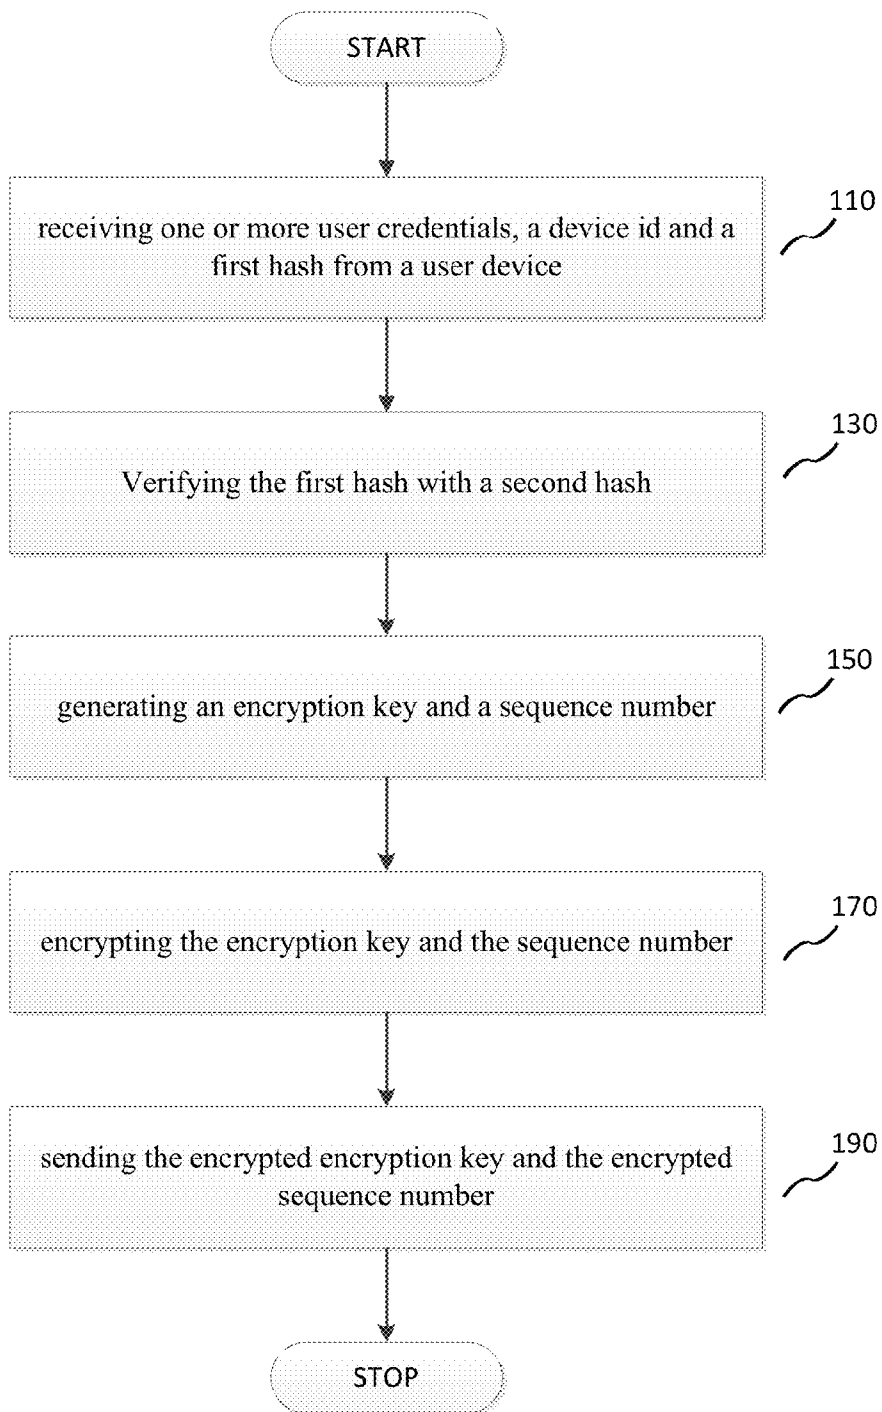 START
receiving one or more user credentials, a device id and a
first hash from a user device
110
Verifying the first hash with a second hash
130
generating an encryption key and a sequence number
150
encrypting the encryption key and the sequence number
170
sending the encrypted encryption key and the encrypted
sequence number
190
STOP